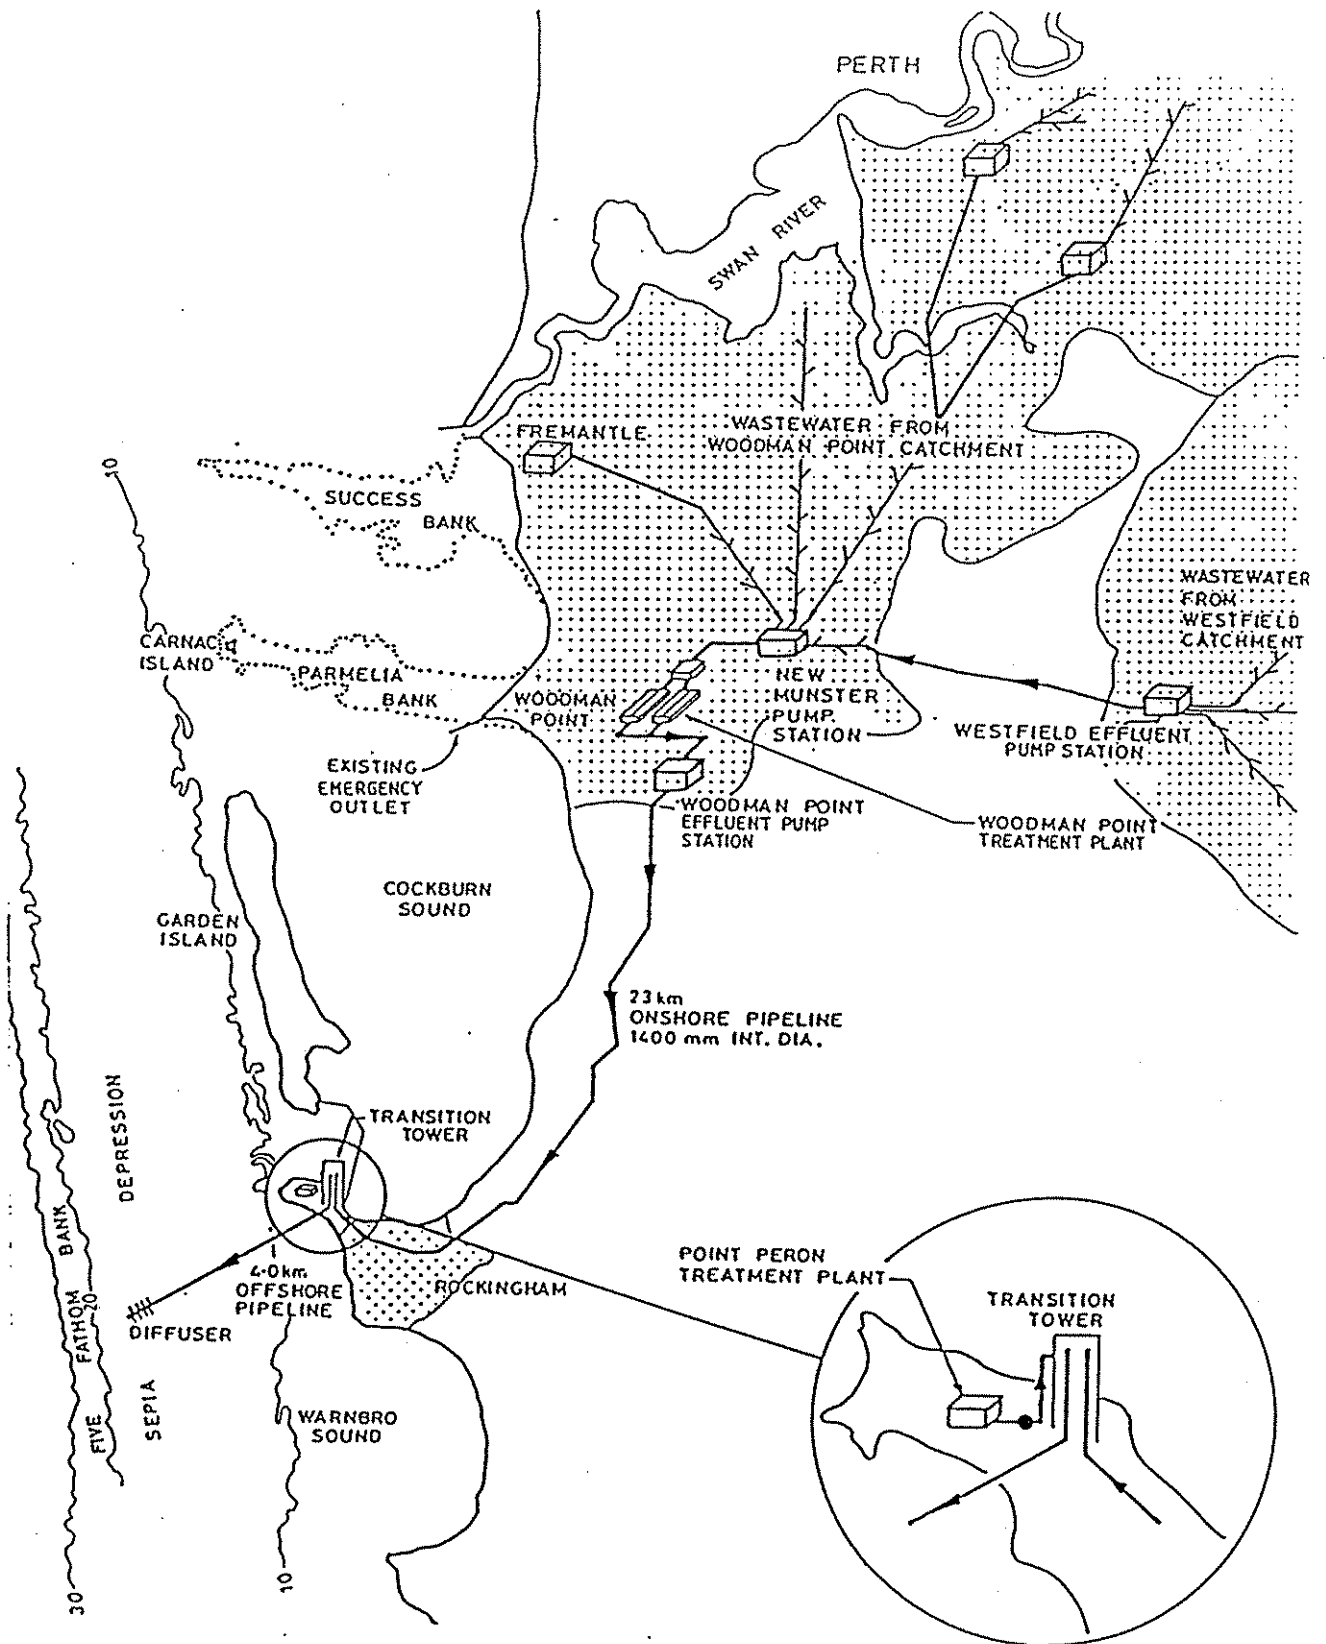 PERTH
SWAN RIVER
WASTEWATER FROM
WOODMAN POINT CATCHMENT
FREMANTLE
10
SUCCESS
BANK
WASTEWATER
FROM
WESTFIELD
CATCHMENT
CARNAC
ISLAND
PARMELIA
BANK
WOODMAN
POINT
NEW
MUNSTER
PUMP.
STATION
WESTFIELD EFFLUENT
PUMP STATION
EXISTING
EMERGENCY
OUTLET
WOODMAN POINT
EFFLUENT PUMP
STATION
WOODMAN POINT
TREATMENT PLANT
COCKBURN
SOUND
GARDEN
ISLAND
23 km
ONSHORE PIPELINE
1400 mm INT. DIA.
DEPRESSION
TRANSITION
TOWER
FIVE FATHOM BANK
20
4.0km
OFFSHORE
PIPELINE
ROCKINGHAM
DIFFUSER
SEPIA
WARNBRO
SOUND
POINT PERON
TREATMENT PLANT
TRANSITION
TOWER
30
10